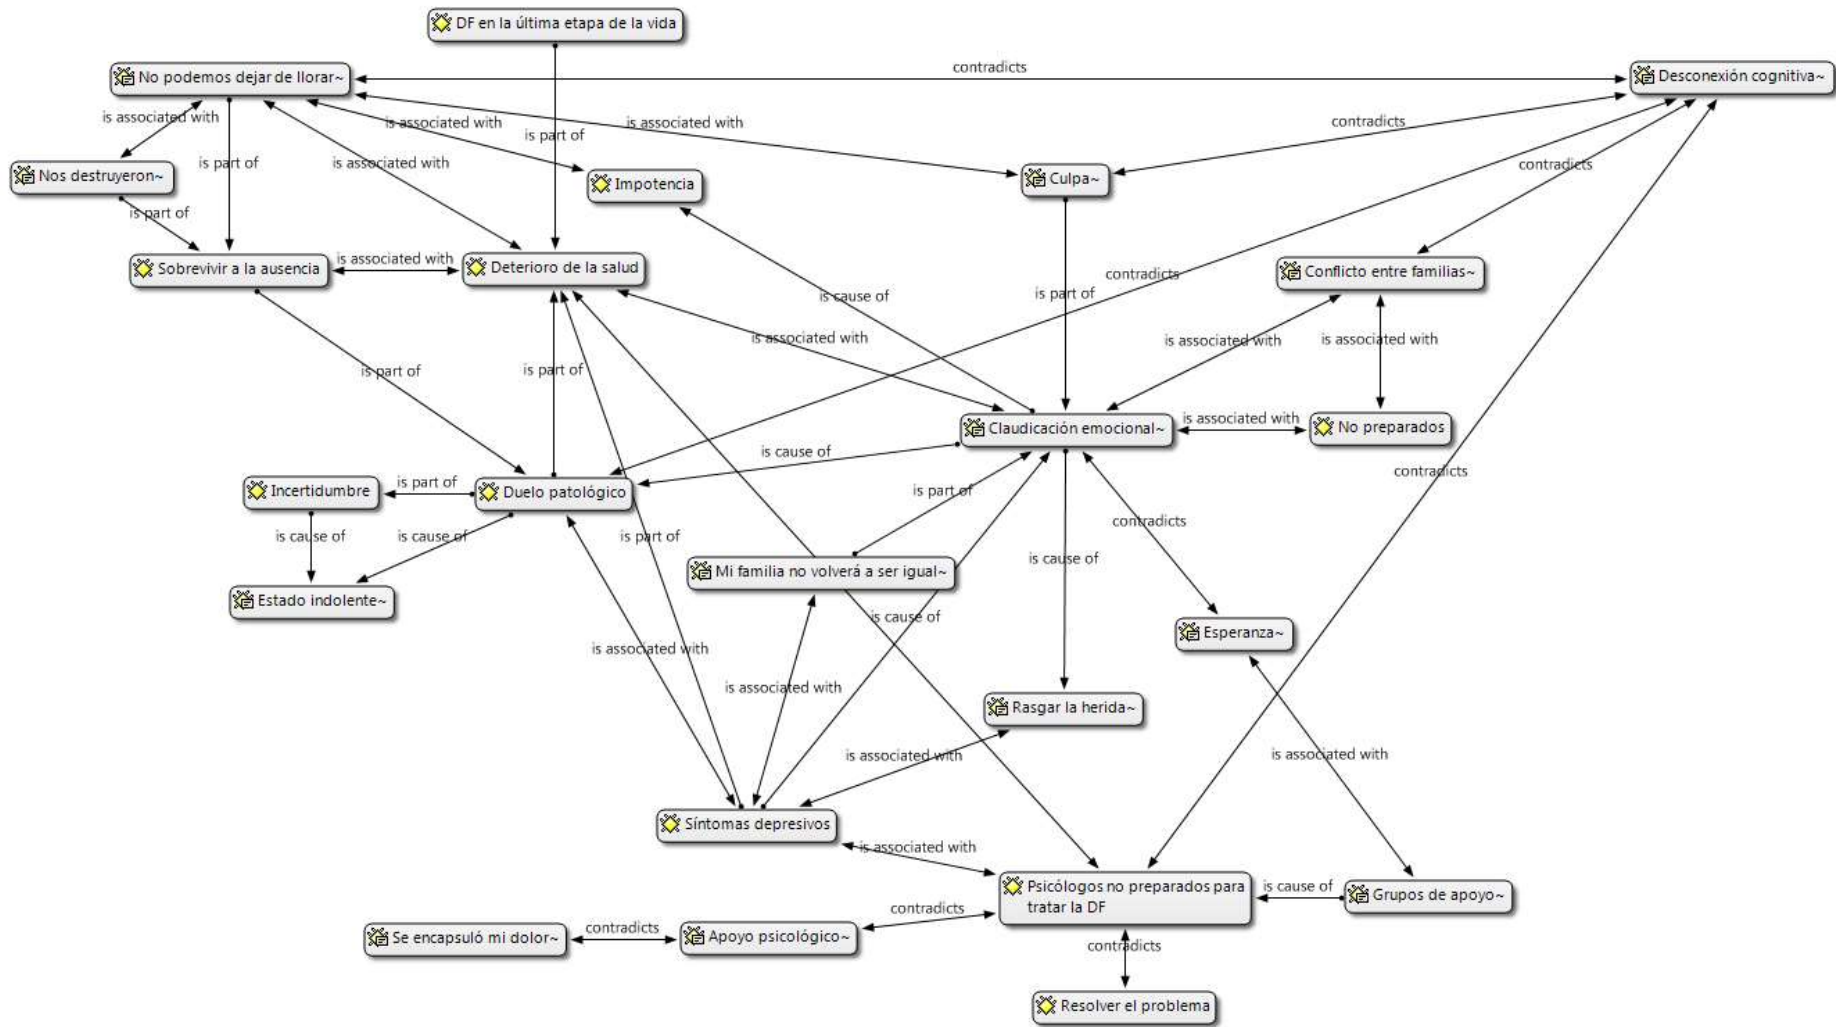 DF en la última etapa de la vida
No podemos dejar de llorar~
contradicts
Desconexión cognitiva~
is associated with
is associated with
is associated with
is part of
contradicts
is part of
is associated with
contradicts
Nos destruyeron~
Impotencia
Culpa~
is part of
Sobrevivir a la ausencia
is associated with
Deterioro de la salud
contradicts
Conflicto entre familias~
is cause of
is part of
is associated with
is associated with
is associated with
is part of
is part of
Claudicación emocional~
is associated with
No preparados
is cause of
contradicts
Incertidumbre
is part of
Duelo patológico
is part of
contradicts
is cause of
is cause of
is part of
is cause of
Mi familia no volverá a ser igual~
Estado indolente~
is cause of
Esperanza~
is associated with
is associated with
Rasgar la herida~
is associated with
is associated with
Síntomas depresivos
is associated with
Psicólogos no preparados para
tratar la DF
is cause of
Grupos de apoyo~
contradicts
Se encapsuló mi dolor~
contradicts
Apoyo psicológico~
contradicts
Resolver el problema